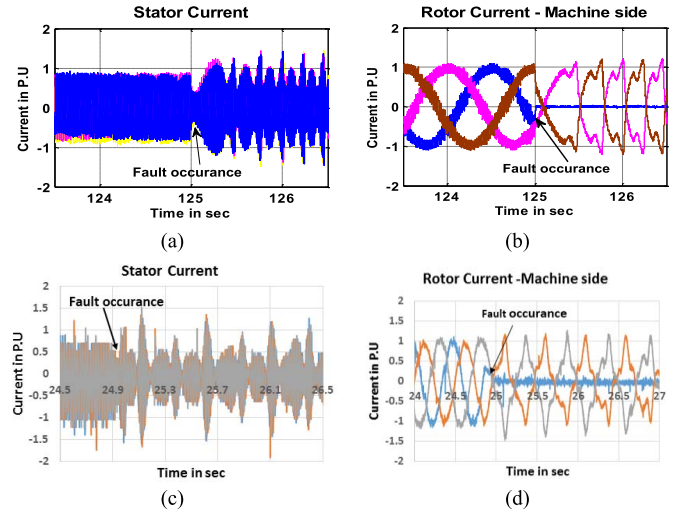 Stator Current
Current in P.U
2
1
0
-1
-2
Fault occurance
124
125
126
Time in sec
(a)
Rotor Current - Machine side
Current in P.U
2
1
0
-1
-2
Fault occurance
124
125
126
Time in sec
(b)
Stator Current
Current in P.U
2
1.5
1
0.5
0
-0.5
-1
-1.5
-2
Fault occurance
24.5
24.9
25.3
25.7
26.1
26.5
Time in sec
(c)
Rotor Current -Machine side
Current in P.U
2
1.5
1
0.5
0
-0.5
-1
-1.5
-2
Fault occurance
24
24.5
25
25.5
26
26.5
27
Time in sec
(d)